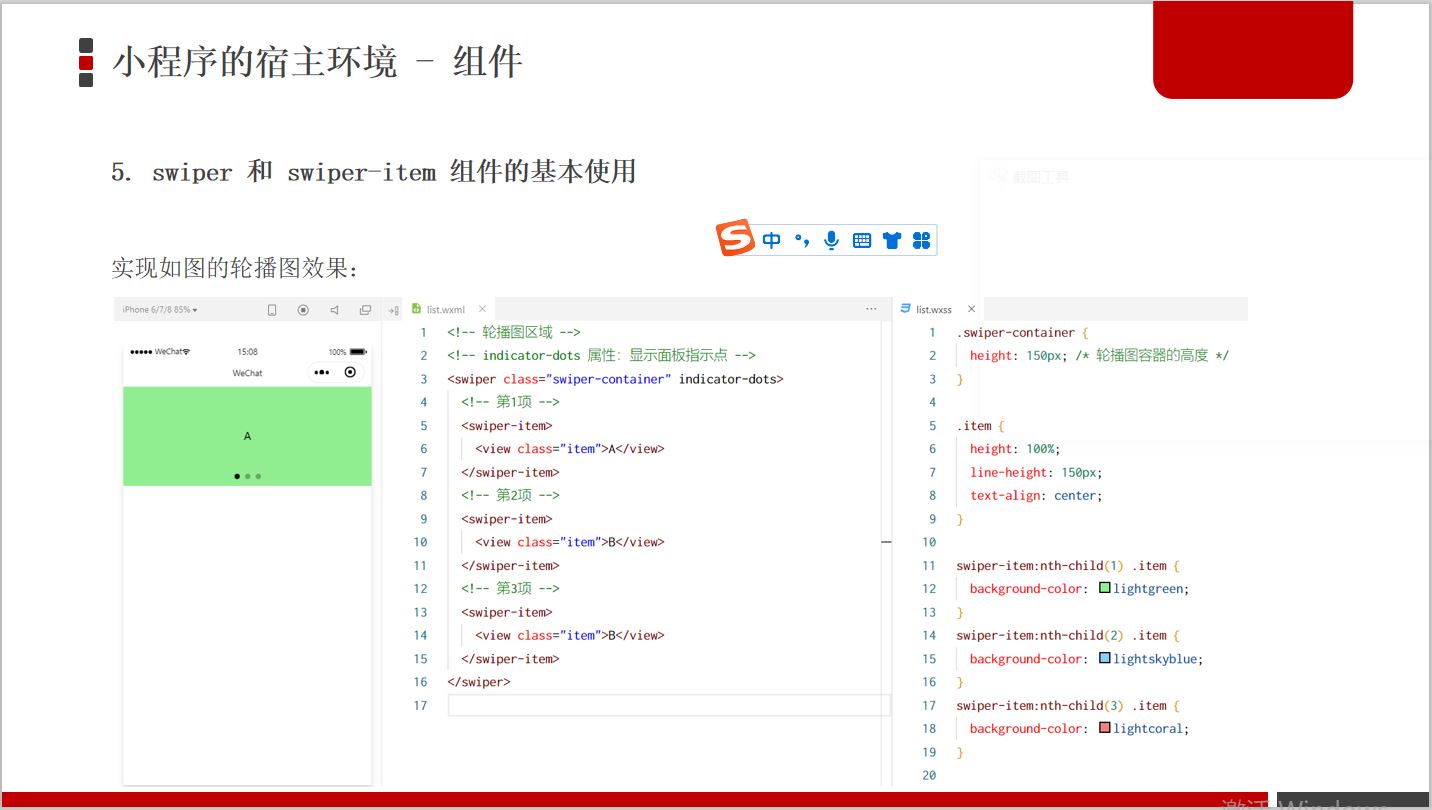 小程序的宿主环境 - 组件
5. swiper 和 swiper-item 组件的基本使用
截图工具
中
实现如图的轮播图效果：
iPhone 6/7/8 85%
WeChat
15:08
100%
WeChat
A
list.wxml
1 <!-- 轮播图区域 -->
2 <!-- indicator-dots 属性：显示面板指示点 -->
3 <swiper class="swiper-container" indicator-dots>
4 <!-- 第1项 -->
5 <swiper-item>
6 <view class="item">A</view>
7 </swiper-item>
8 <!-- 第2项 -->
9 <swiper-item>
10 <view class="item">B</view>
11 </swiper-item>
12 <!-- 第3项 -->
13 <swiper-item>
14 <view class="item">B</view>
15 </swiper-item>
16 </swiper>
17
list.wxss
1 .swiper-container {
2 height: 150px; /* 轮播图容器的高度 */
3 }
4
5 .item {
6 height: 100%;
7 line-height: 150px;
8 text-align: center;
9 }
10
11 swiper-item:nth-child(1) .item {
12 background-color: lightgreen;
13 }
14 swiper-item:nth-child(2) .item {
15 background-color: lightskyblue;
16 }
17 swiper-item:nth-child(3) .item {
18 background-color: lightcoral;
19 }
20
激活 Windows